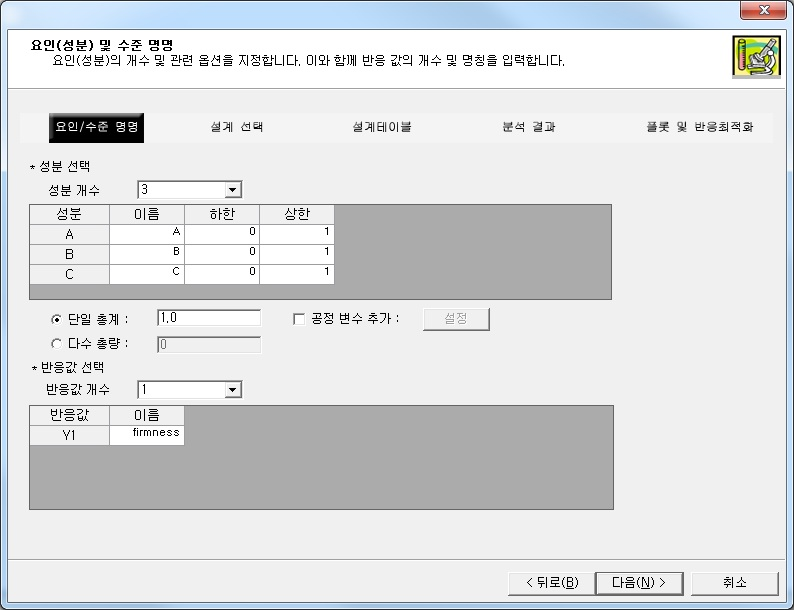 요인(성분) 및 수준 명명
요인(성분)의 개수 및 관련 옵션을 지정합니다. 이와 함께 반응 값의 개수 및 명칭을 입력합니다.
요인/수준 명명 설계 선택 설계테이블 분석 결과 플롯 및 반응최적화
* 성분 선택
성분 개수 3
성분 이름 하한 상한
A A 0 1
B B 0 1
C C 0 1
단일 총계 : 1.0 공정 변수 추가 : 설정
다수 총량 : 0
* 반응값 선택
반응값 개수 1
반응값 이름
Y1 firmness
< 뒤로(B) 다음(N) > 취소